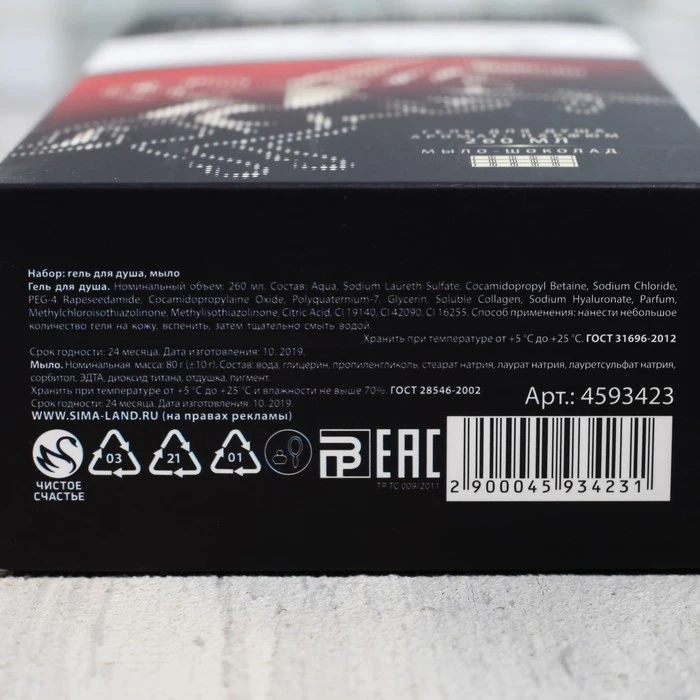 ГЕЛЬ ДЛЯ ДУША
260 МЛ
МЫЛО-ШОКОЛАД
Набор: гель для душа, мыло
Гель для душа. Номинальный объем: 260 мл. Состав: Aqua, Sodium Laureth Sulfate, Cocamidopropyl Betaine, Sodium Chloride,
PEG-4 Rapeseedamide, Cocamidopropylaine Oxide, Polyquaternium-7, Glycerin, Soluble Collagen, Sodium Hyaluronate, Parfum,
Methylchloroisothiazolinone, Methylisothiazolinone, Citric Acid, CI 19140, CI 42090, CI 16255. Способ применения: нанести небольшое
количество геля на кожу, вспенить, затем тщательно смыть водой.
Хранить при температуре от +5 °С до +25 °С. ГОСТ 31696-2012
Срок годности: 24 месяца. Дата изготовления: 10. 2019.
Мыло. Номинальная масса: 80 г (±10 г). Состав: вода, глицерин, пропиленгликоль, стеарат натрия, лаурат натрия, лауретсульфат натрия,
сорбитол, ЭДТА, диоксид титана, отдушка, пигмент.
Хранить при температуре от +5 °С до +25 °С и влажности не выше 70%. ГОСТ 28546-2002
Срок годности: 24 месяца. Дата изготовления: 10. 2019.
WWW.SIMA-LAND.RU (на правах рекламы)
Арт.: 4593423
03 21 01
ЕАС
ЧИСТОЕ
СЧАСТЬЕ
ТР ТС 009/2011
2 900045 934231